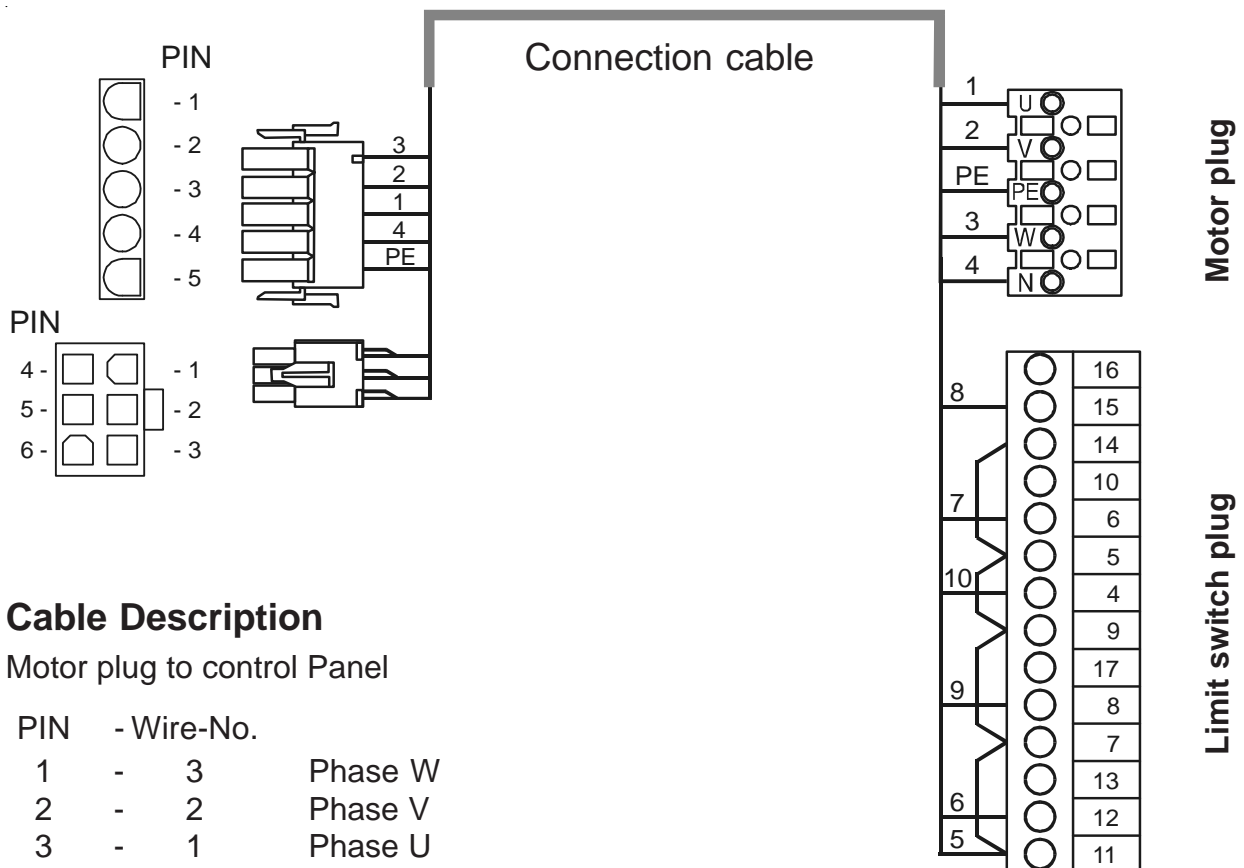 Connection cable
PIN
- 1
- 2
- 3
- 4
- 5
3
2
1
4
PE
PIN
4 -
5 -
6 -
- 1
- 2
- 3
1
2
PE
3
4
U
V
PE
W
N
Motor plug
8
7
10
9
6
5
16
15
14
10
6
5
4
9
17
8
7
13
12
11
Limit switch plug
Cable Description
Motor plug to control Panel
PIN - Wire-No.
1 - 3 Phase W
2 - 2 Phase V
3 - 1 Phase U